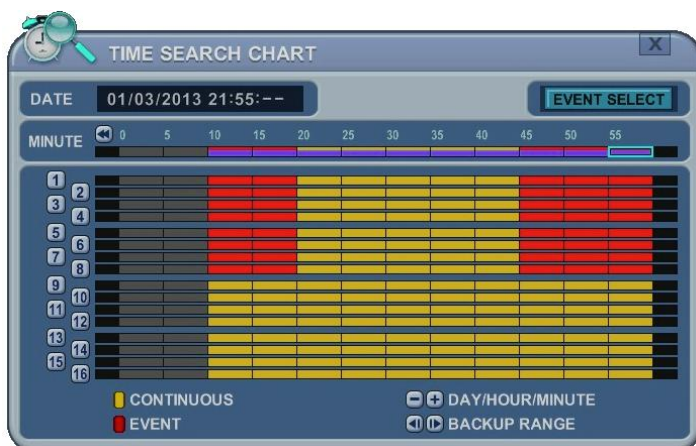 TIME SEARCH CHART
X
DATE 01/03/2013 21:55:-- EVENT SELECT
MINUTE 0 5 10 15 20 25 30 35 40 45 50 55
1
2
3
4
5
6
7
8
9
10
11
12
13
14
15
16
CONTINUOUS - + DAY/HOUR/MINUTE
EVENT BACKUP RANGE